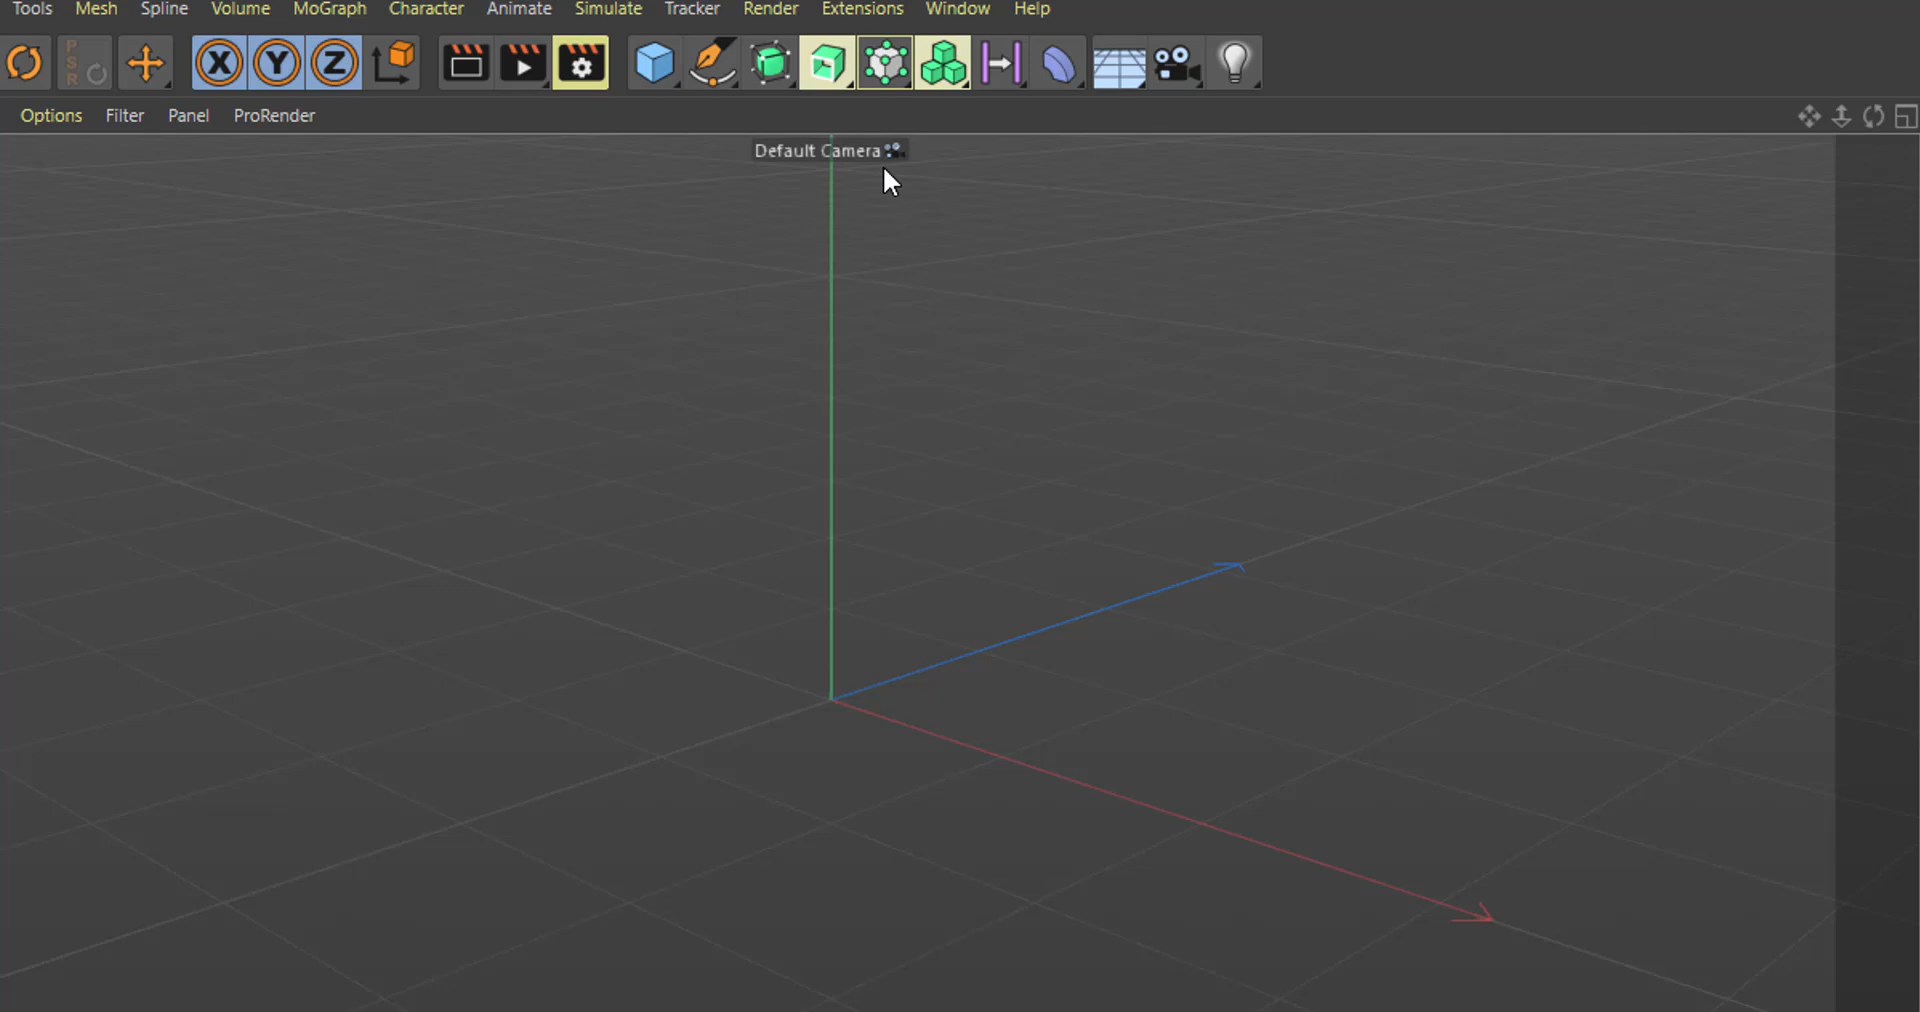 Tools Mesh Spline Volume MoGraph Character Animate Simulate Tracker Render Extensions Window Help
P S R X Y Z
Options Filter Panel ProRender
Default Camera